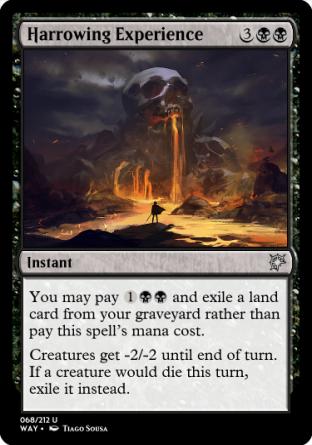 Harrowing Experience 3
Instant
You may pay 1 and exile a land
card from your graveyard rather than
pay this spell's mana cost.
Creatures get -2/-2 until end of turn.
If a creature would die this turn,
exile it instead.
068/212 U
WAY • Tiago Sousa